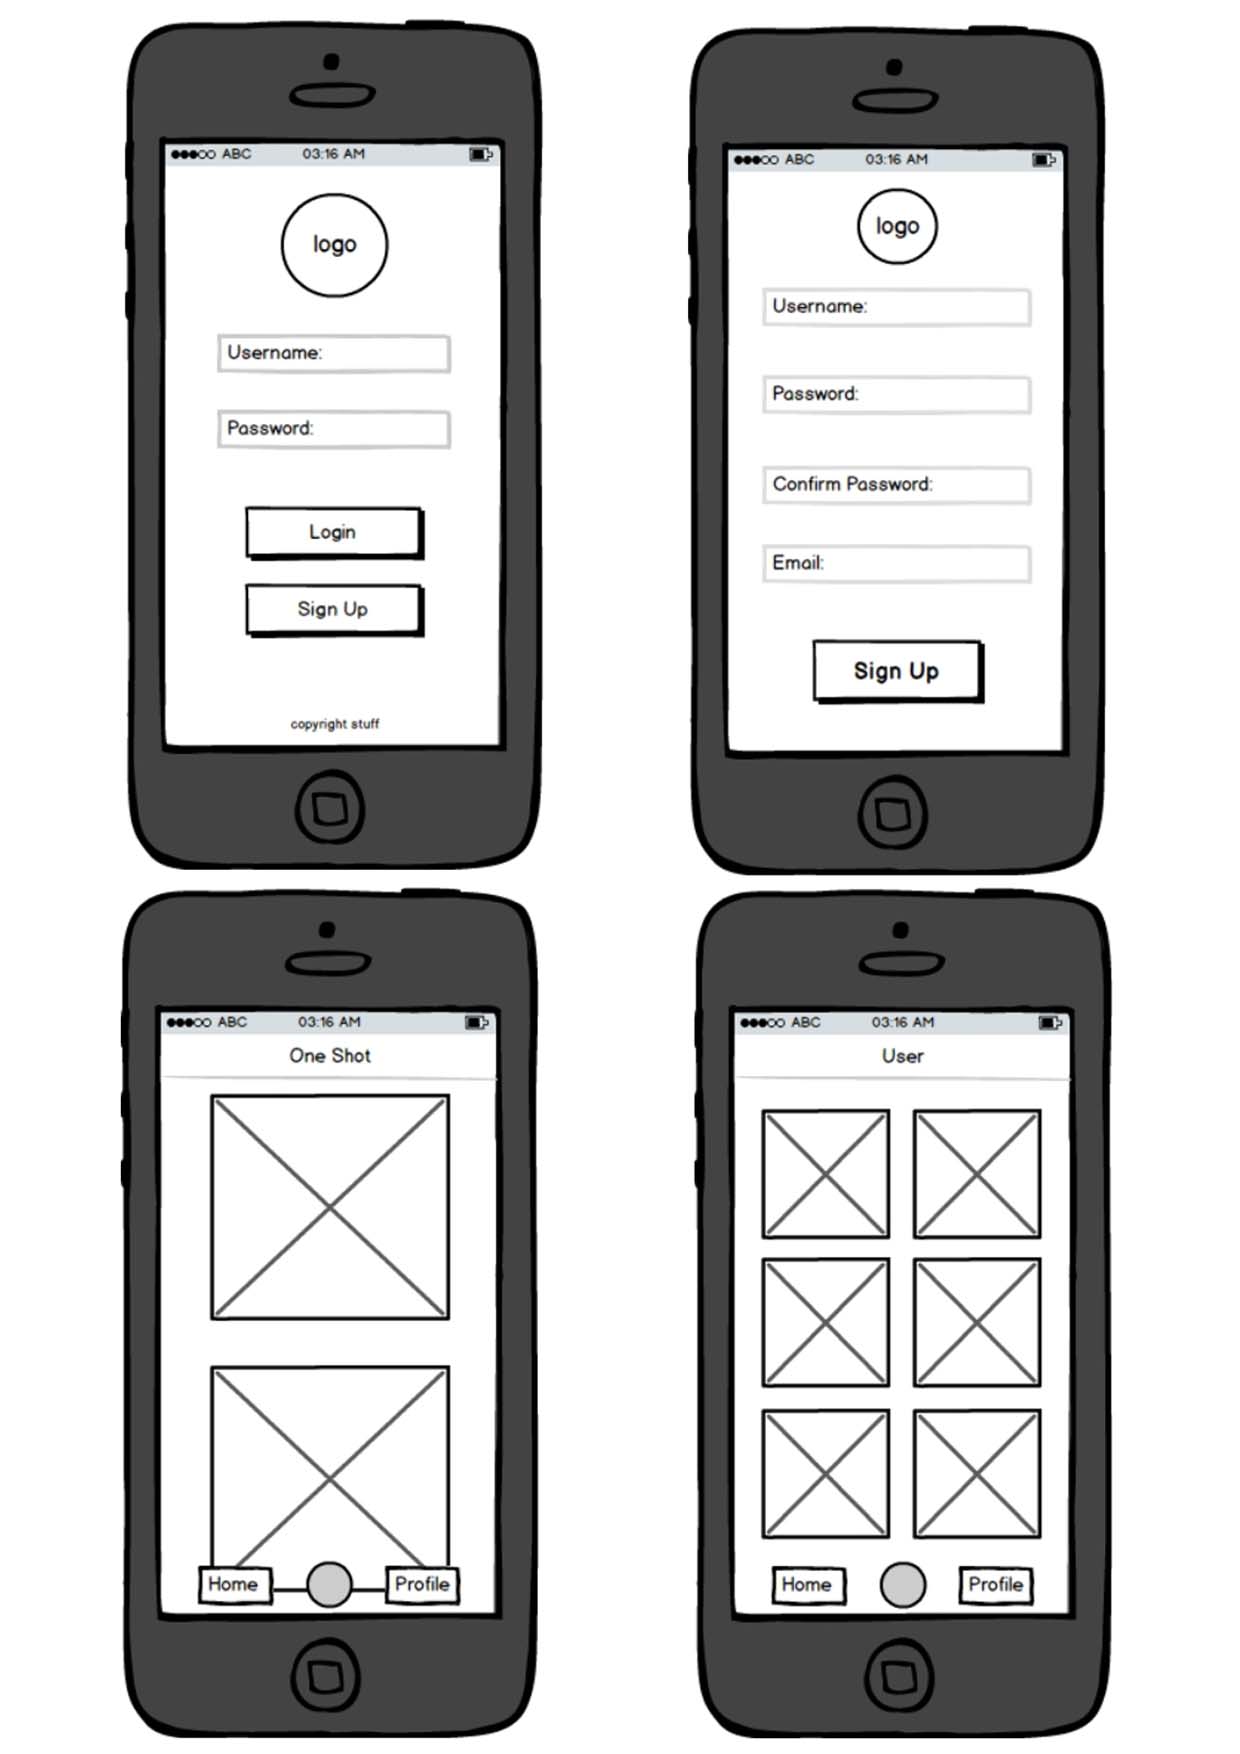 ABC 03:16 AM
logo
Username:
Password:
Login
Sign Up
copyright stuff
ABC 03:16 AM
logo
Username:
Password:
Confirm Password:
Email:
Sign Up
ABC 03:16 AM
One Shot
Home Profile
ABC 03:16 AM
User
Home Profile